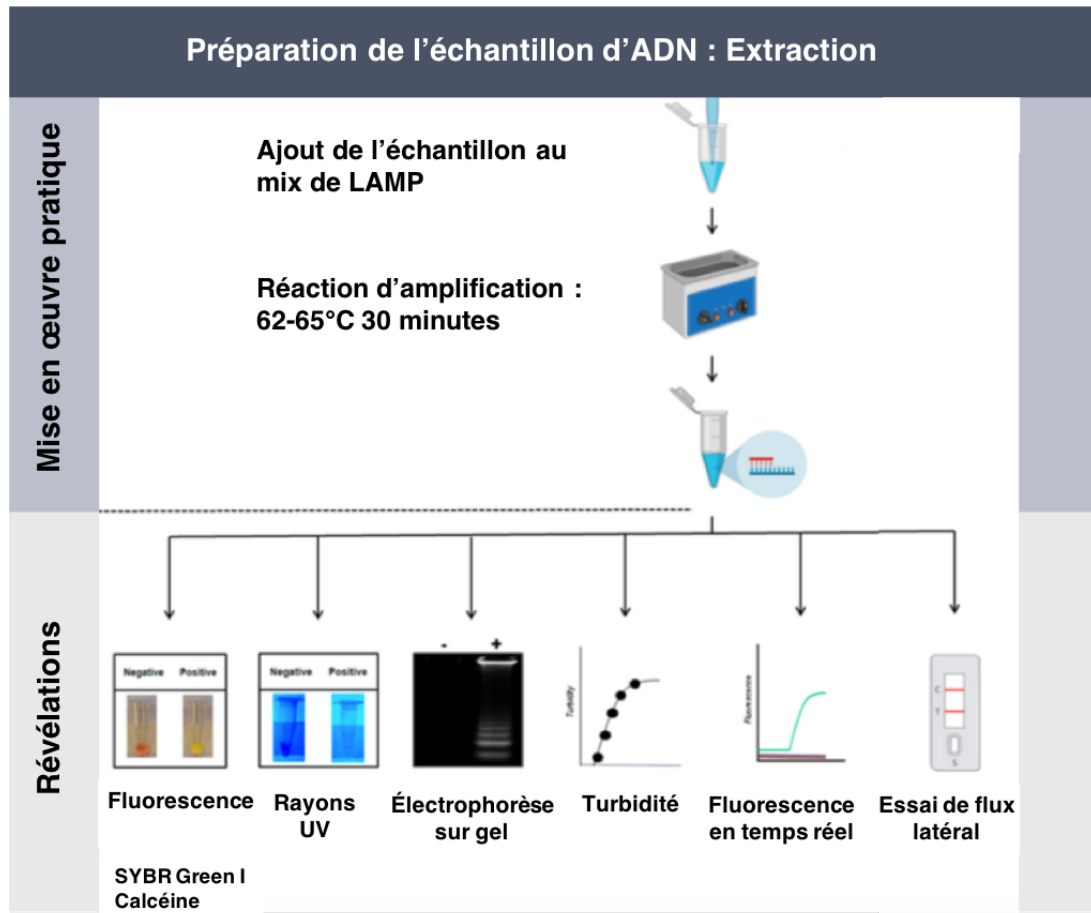 Préparation de l'échantillon d'ADN : Extraction
Mise en œuvre pratique
Ajout de l'échantillon au
mix de LAMP
Réaction d'amplification :
62-65°C 30 minutes
Révélations
Negative Positive
Negative Positive
- +
Turbidity
Fluorescence
C
T
S
Fluorescence
Rayons
UV
Électrophorèse
sur gel
Turbidité
Fluorescence
en temps réel
Essai de flux
latéral
SYBR Green I
Calcéine